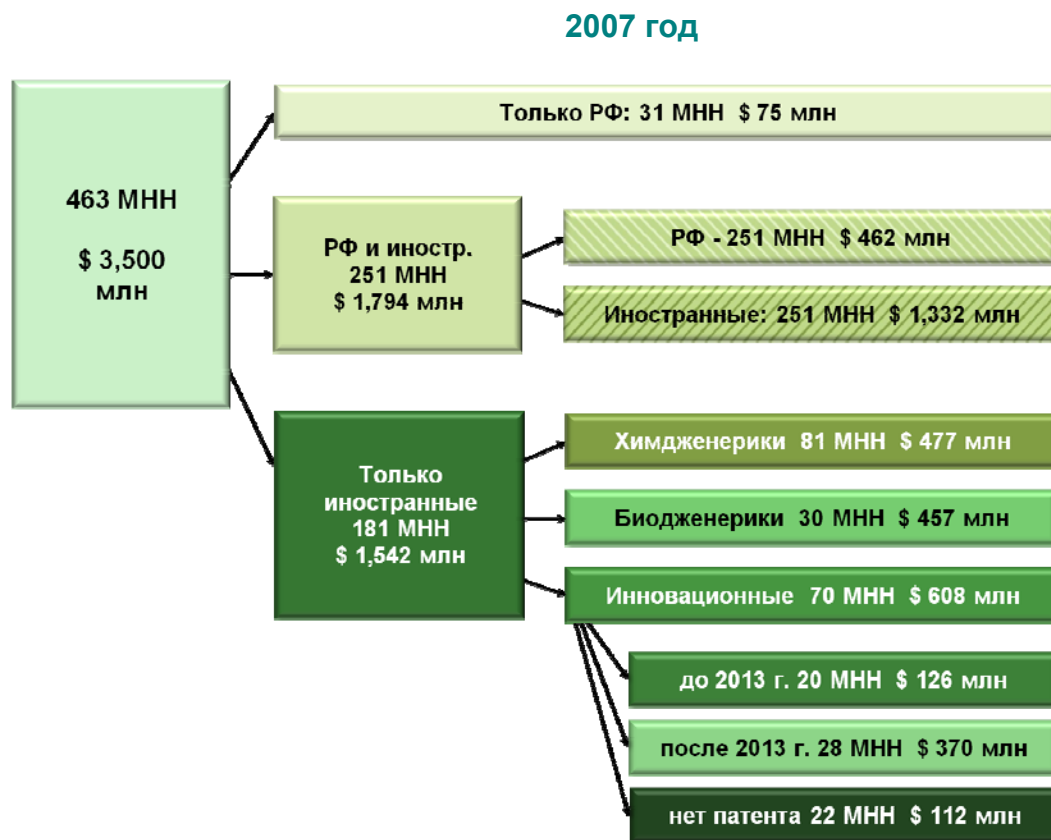 2007 год
463 МНН
$ 3,500
млн
Только РФ: 31 МНН $ 75 млн
РФ и иностр.
251 МНН
$ 1,794 млн
РФ - 251 МНН $ 462 млн
Иностранные: 251 МНН $ 1,332 млн
Только
иностранные
181 МНН
$ 1,542 млн
Химдженерики 81 МНН $ 477 млн
Биодженерики 30 МНН $ 457 млн
Инновационные 70 МНН $ 608 млн
до 2013 г. 20 МНН $ 126 млн
после 2013 г. 28 МНН $ 370 млн
нет патента 22 МНН $ 112 млн